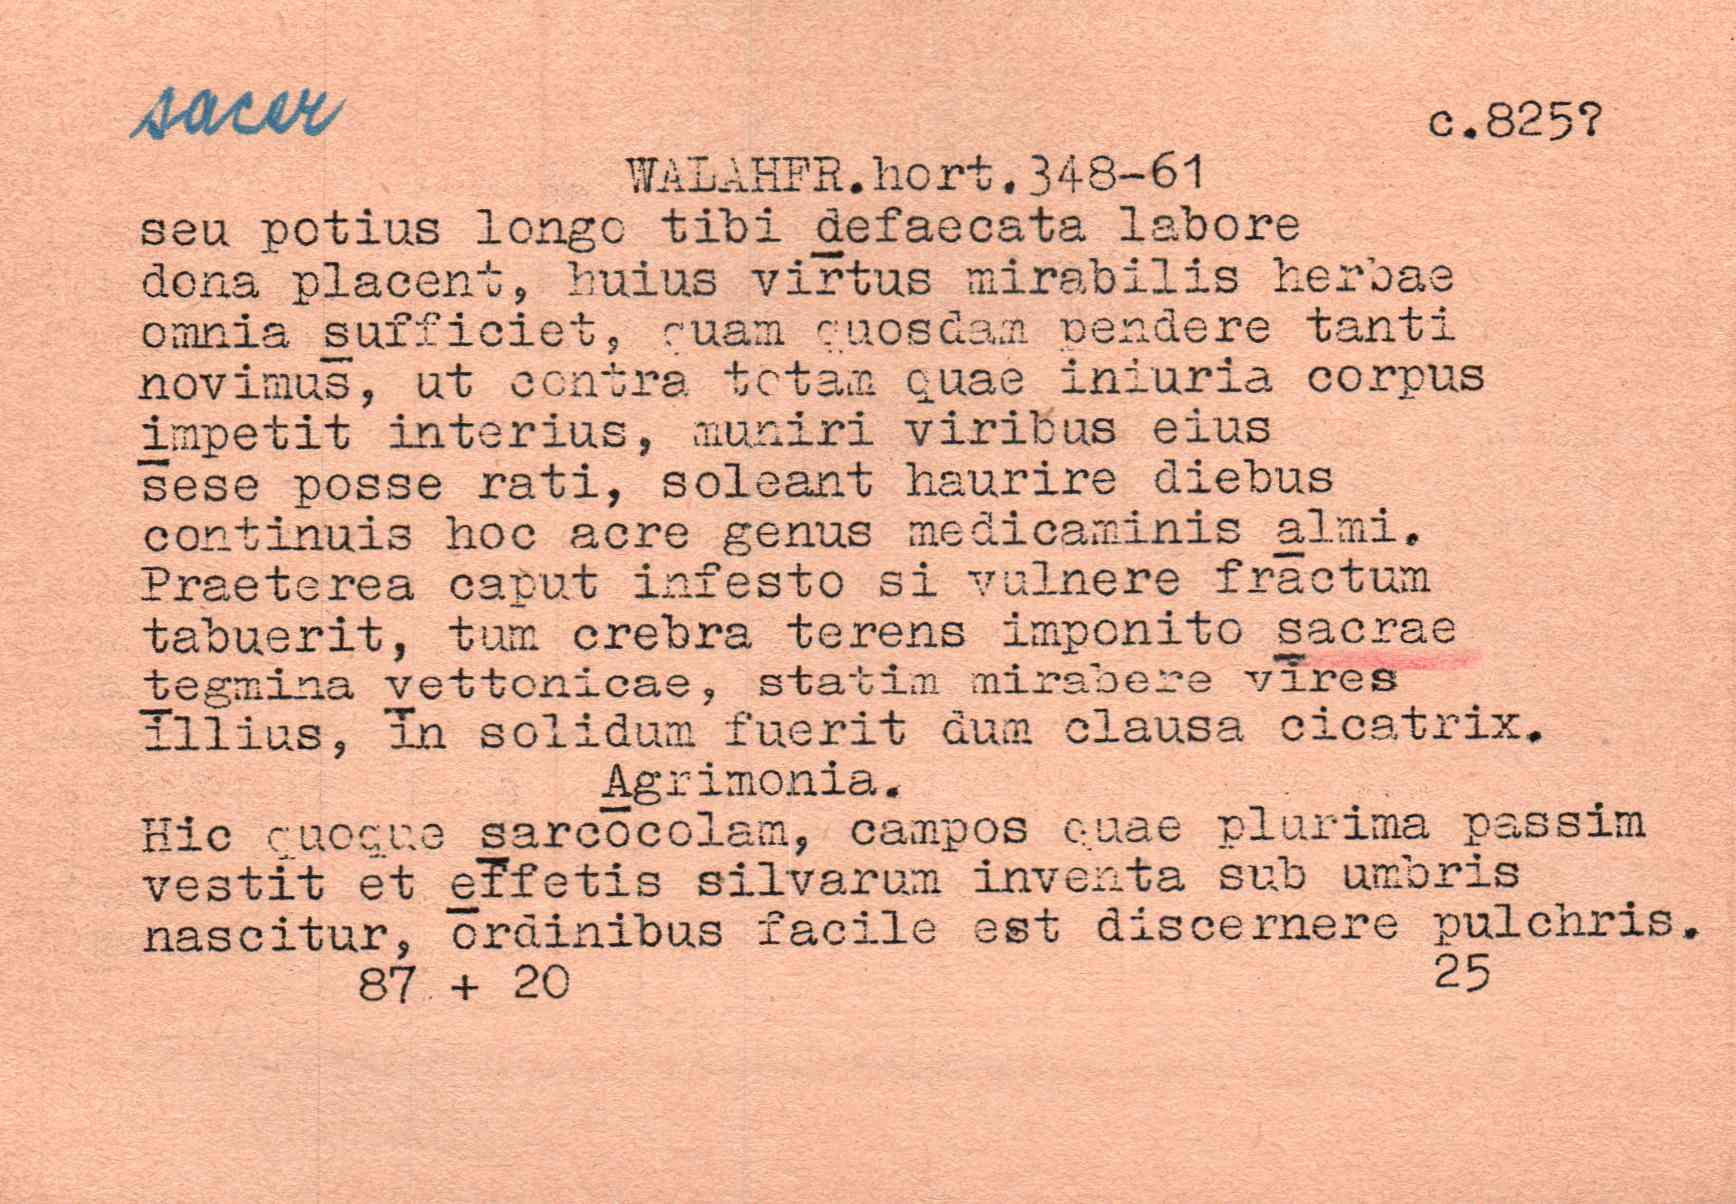 sacer
c.825?
WALAHFR.hort.348-61
seu potius longo tibi defaecata labore
dona placent, huius virtus mirabilis herbae
omnia sufficiet, quam quosdam pendere tanti
novimus, ut contra totam quae iniuria corpus
impetit interius, muniri viribus eius
sese posse rati, soleant haurire diebus
continuis hoc acre genus medicaminis almi.
Praeterea caput infesto si vulnere fractum
tabuerit, tum crebra terens imponito sacrae
tegmina vettonicae, statim mirabere vires
illius, in solidum fuerit dum clausa cicatrix.
Agrimonia.
Hic quoque sarcocolam, campos quae plurima passim
vestit et effetis silvarum inventa sub umbris
nascitur, ordinibus facile est discernere pulchris.
87 + 20 25